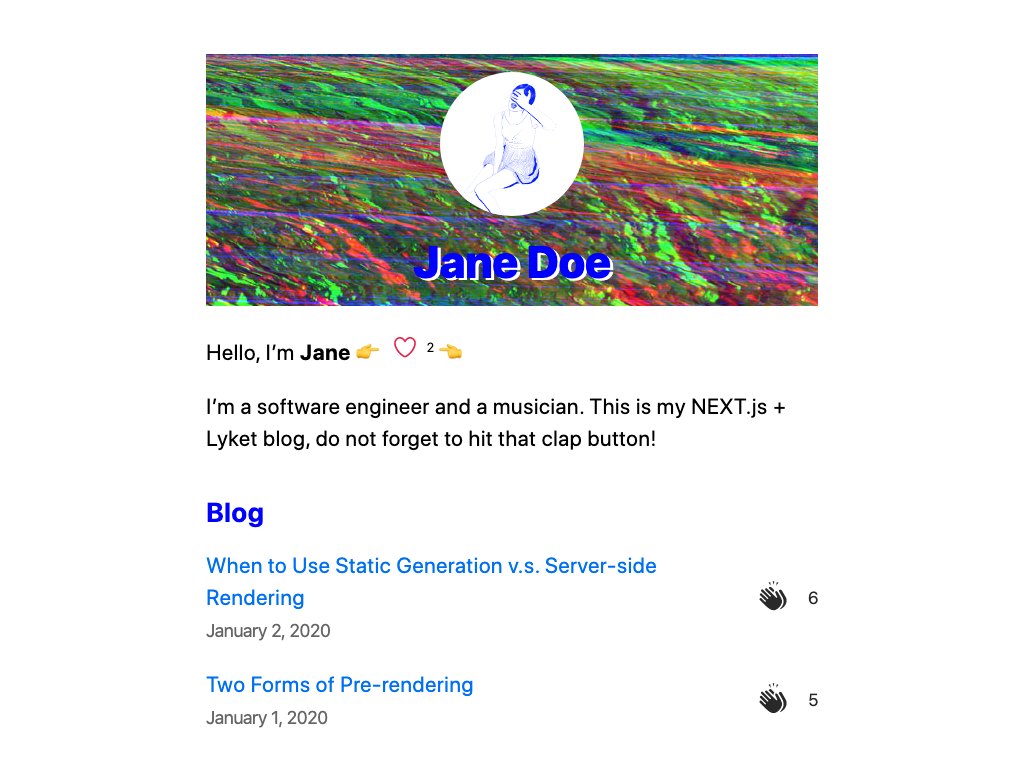 Jane Doe
Hello, I’m Jane 👉 2 👈
I’m a software engineer and a musician. This is my NEXT.js +
Lyket blog, do not forget to hit that clap button!
Blog
When to Use Static Generation v.s. Server-side
Rendering
6
January 2, 2020
Two Forms of Pre-rendering
5
January 1, 2020